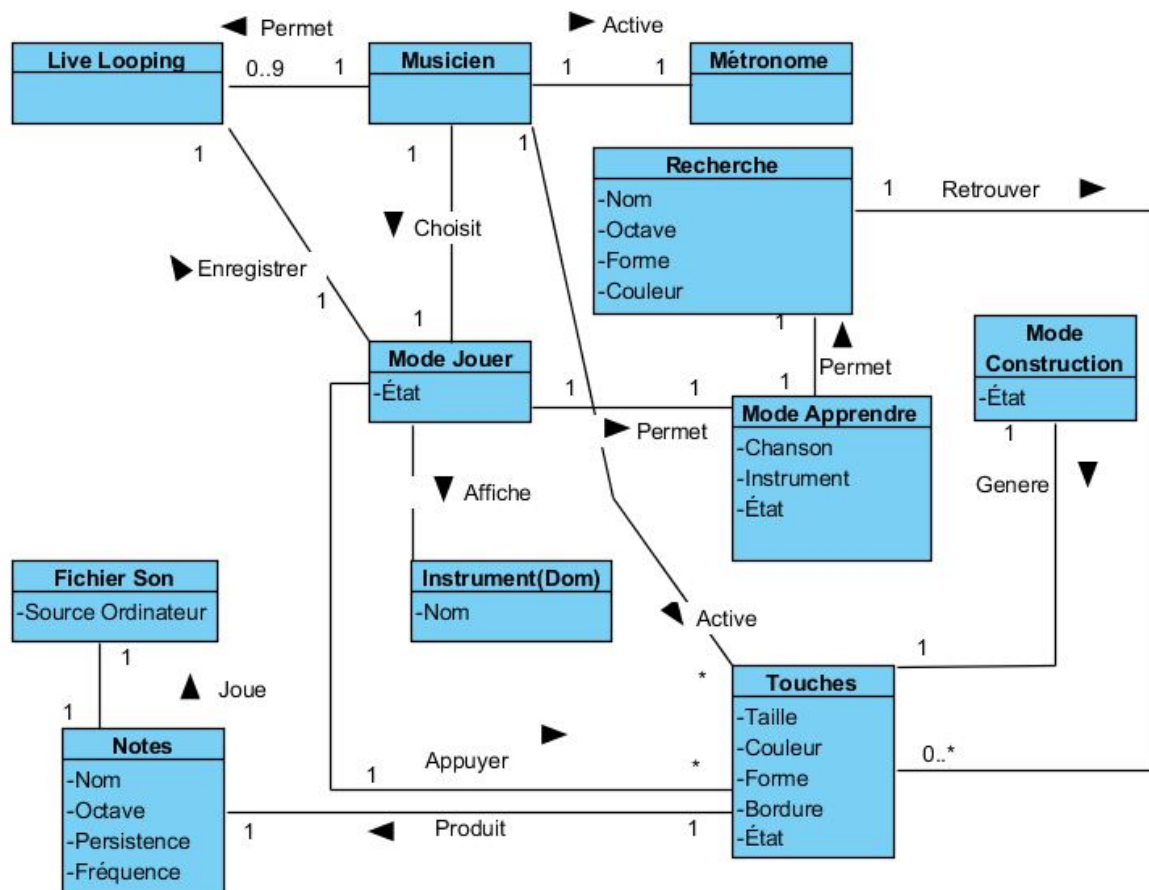 Permet
Active
Live Looping
Musicien
Métronome
0..9
1
1
1
1
1
1
Recherche
-Nom
-Octave
-Forme
-Couleur
1
Retrouver
Choisit
Enregistrer
1
1
1
Mode Jouer
-État
Permet
Mode
Construction
-État
1
1
1
Permet
Mode Apprendre
-Chanson
-Instrument
-État
1
Genere
Affiche
Fichier Son
-Source Ordinateur
Instrument(Dom)
-Nom
Active
1
1
Joue
*
Touches
-Taille
-Couleur
-Forme
-Bordure
-État
1
Notes
-Nom
-Octave
-Persistence
-Fréquence
Appuyer
1
*
0..*
1
Produit
1